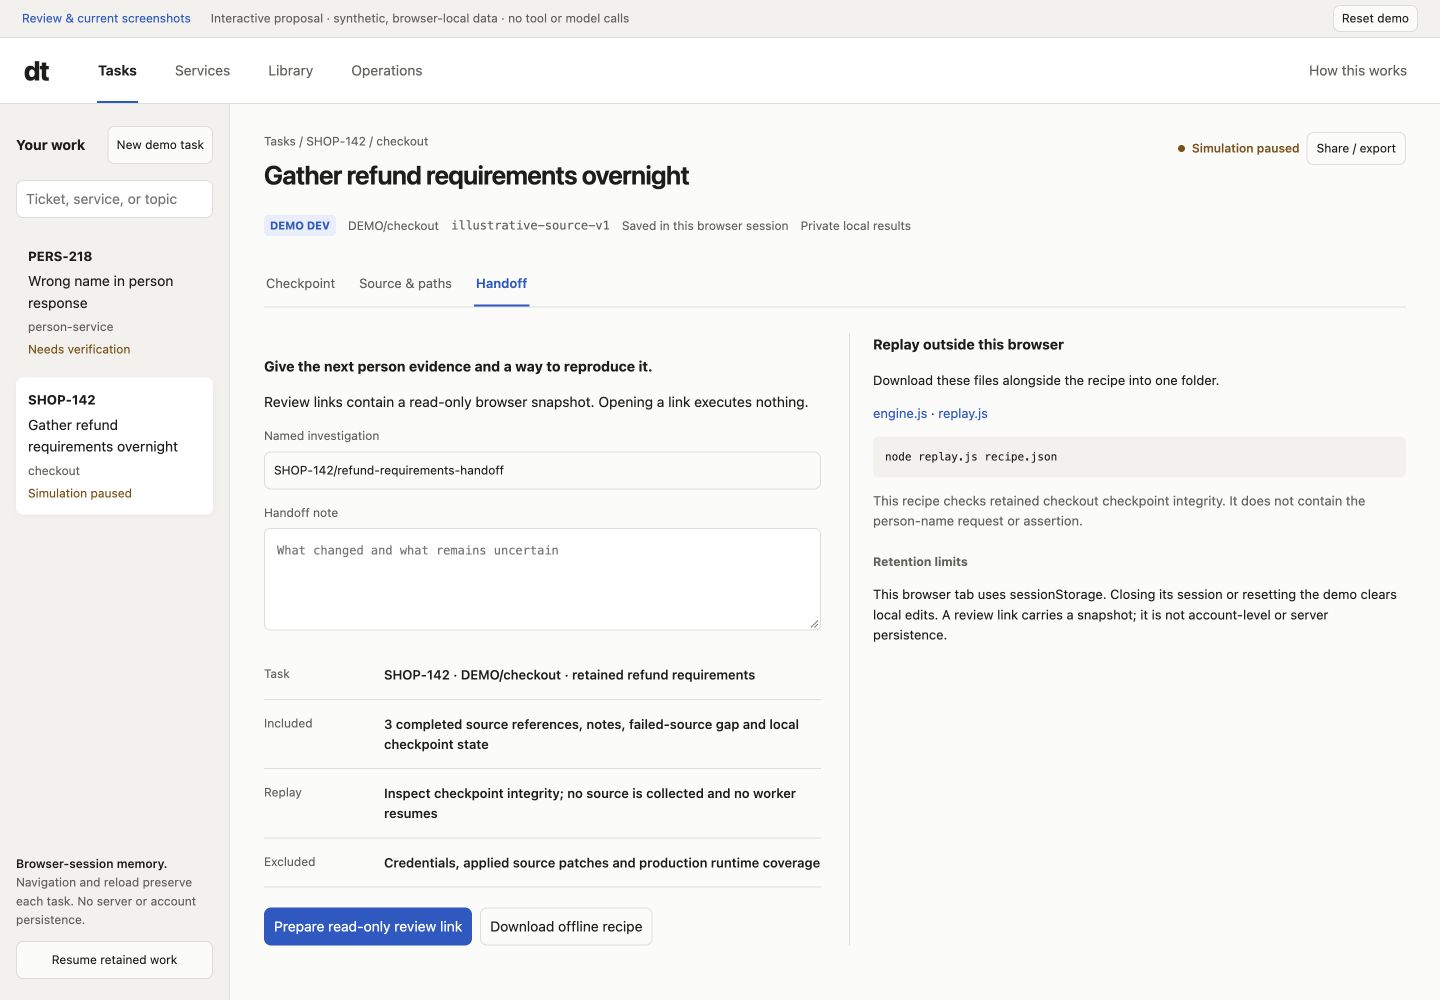 Review & current screenshots
Interactive proposal · synthetic, browser-local data · no tool or model calls
Reset demo
dt
Tasks
Services
Library
Operations
How this works
Your work
New demo task
Ticket, service, or topic
PERS-218
Wrong name in person
response
person-service
Needs verification
SHOP-142
Gather refund
requirements overnight
checkout
Simulation paused
Browser-session memory.
Navigation and reload preserve
each task. No server or account
persistence.
Resume retained work
Tasks / SHOP-142 / checkout
Gather refund requirements overnight
Simulation paused
Share / export
DEMO DEV
DEMO/checkout
illustrative-source-v1
Saved in this browser session
Private local results
Checkpoint
Source & paths
Handoff
Give the next person evidence and a way to reproduce it.
Review links contain a read-only browser snapshot. Opening a link executes nothing.
Named investigation
SHOP-142/refund-requirements-handoff
Handoff note
What changed and what remains uncertain
Task
SHOP-142 · DEMO/checkout · retained refund requirements
Included
3 completed source references, notes, failed-source gap and local
checkpoint state
Replay
Inspect checkpoint integrity; no source is collected and no worker
resumes
Excluded
Credentials, applied source patches and production runtime coverage
Prepare read-only review link
Download offline recipe
Replay outside this browser
Download these files alongside the recipe into one folder.
engine.js · replay.js
node replay.js recipe.json
This recipe checks retained checkout checkpoint integrity. It does not contain the
person-name request or assertion.
Retention limits
This browser tab uses sessionStorage. Closing its session or resetting the demo clears
local edits. A review link carries a snapshot; it is not account-level or server
persistence.